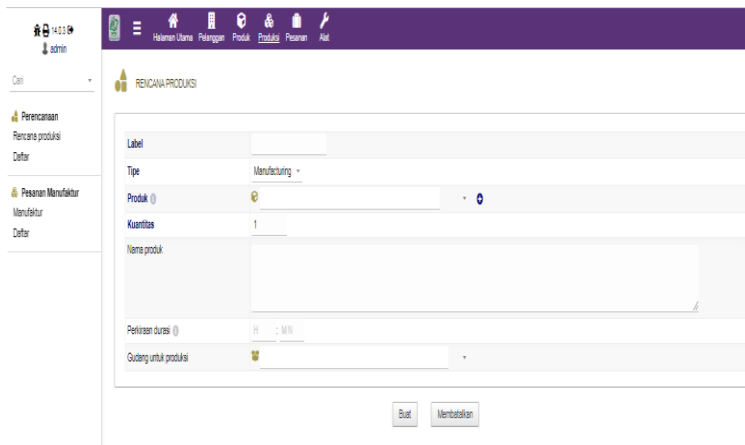 14.0.3
admin
Cari
Perencanaan
Rencana produksi
Daftar
Pesanan Manufaktur
Manufaktur
Daftar
Halaman Utama Pelanggan Produk Produksi Pesanan Alat
RENCANA PRODUKSI
Label
Tipe Manufacturing
Produk
Kuantitas 1
Nama produk
Perkiraan durasi H : MIN
Gudang untuk produksi
Buat Membatalkan